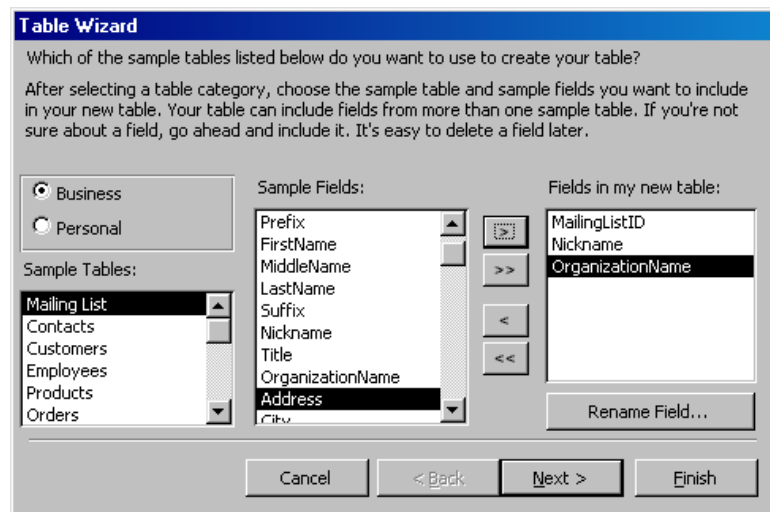 Table Wizard
Which of the sample tables listed below do you want to use to create your table?
After selecting a table category, choose the sample table and sample fields you want to include
in your new table. Your table can include fields from more than one sample table. If you're not
sure about a field, go ahead and include it. It's easy to delete a field later.
Business
Personal
Sample Tables:
Mailing List
Contacts
Customers
Employees
Products
Orders
Sample Fields:
Prefix
FirstName
MiddleName
LastName
Suffix
Nickname
Title
OrganizationName
Address
City
>
>>
<
<<
Fields in my new table:
MailingListID
Nickname
OrganizationName
Rename Field...
Cancel
< Back
Next >
Finish